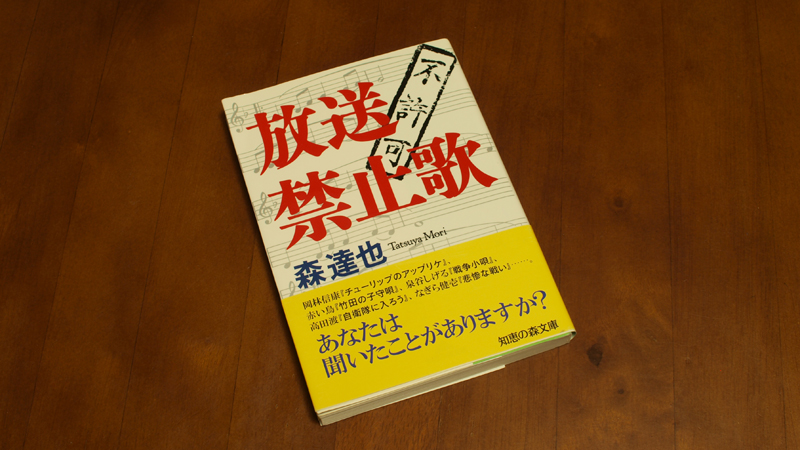 不許可
放送
禁止歌
森達也 Tatsuya Mori
岡林信康『チューリップのアップリケ』、
赤い鳥『竹田の子守唄』、泉谷しげる『戦争小唄』、
高田渡『自衛隊に入ろう』、なぎら健壱『悲惨な戦い』……。
あなたは
聞いたことがありますか?
知恵の森文庫